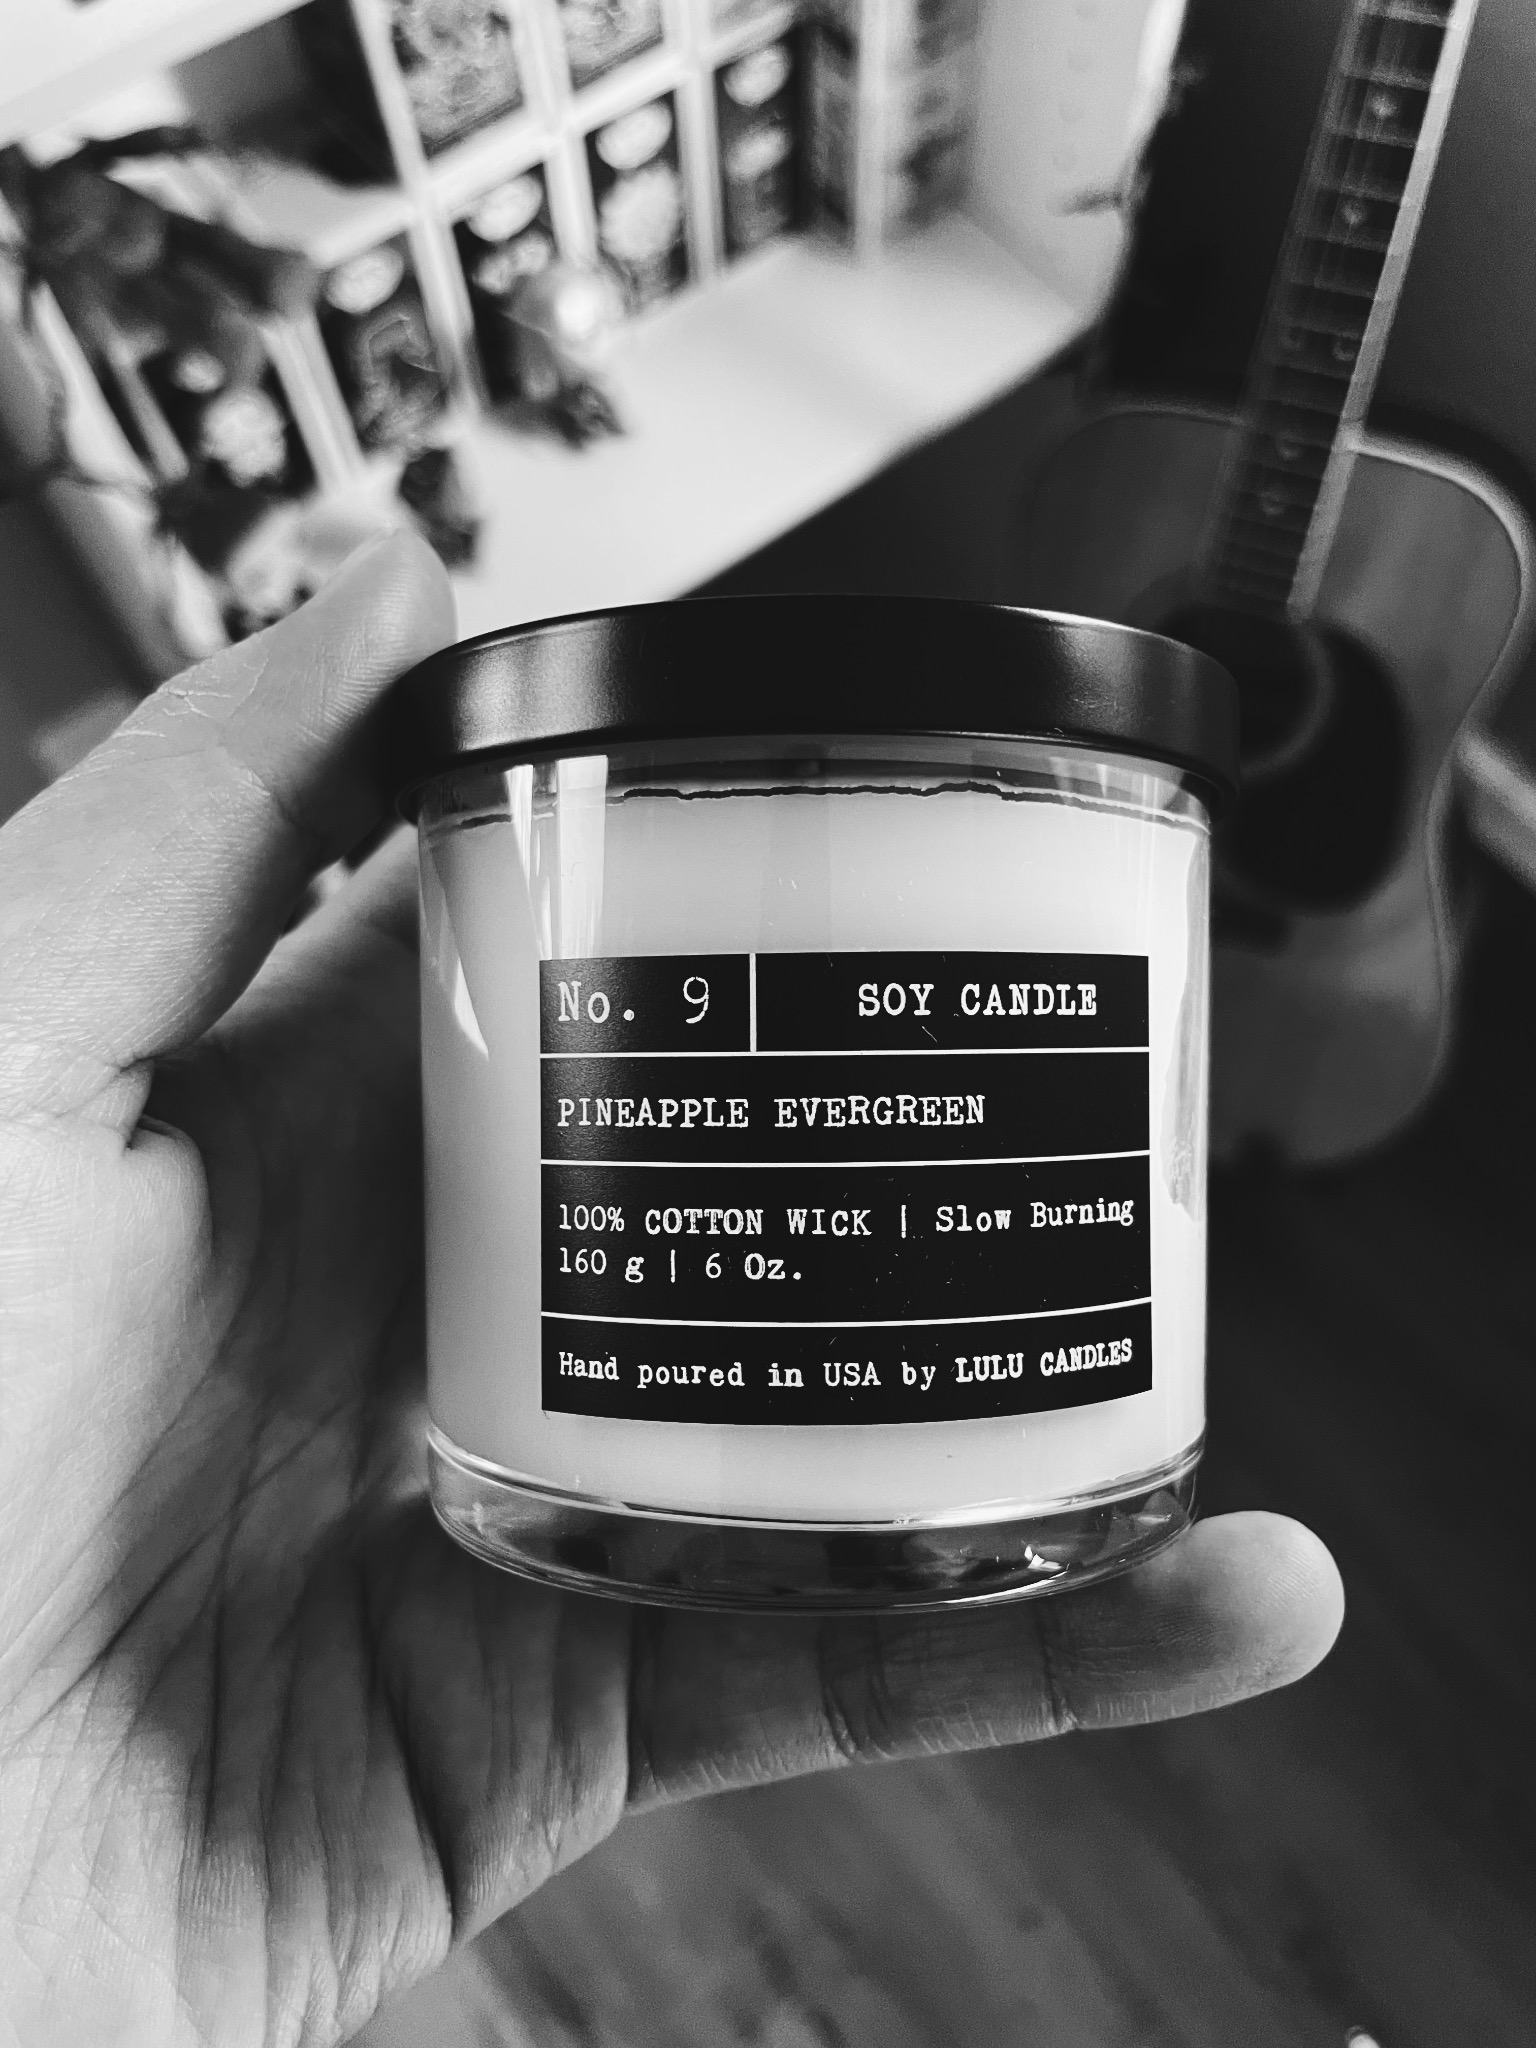 No. 9
SOY CANDLE
PINEAPPLE EVERGREEN
100% COTTON WICK | Slow Burning
160 g | 6 Oz.
Hand poured in USA by LULU CANDLES